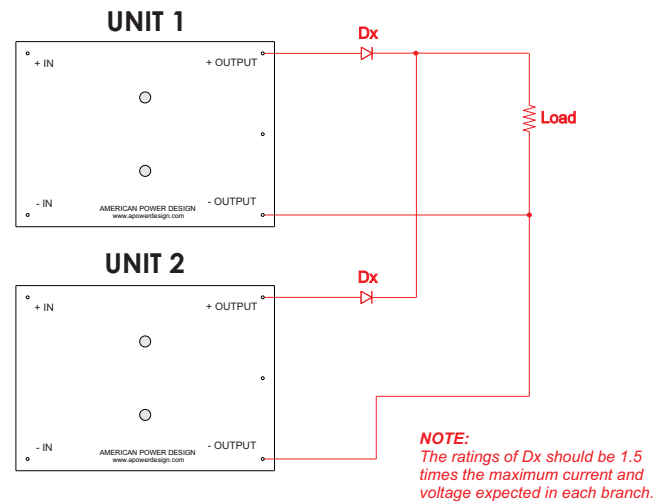 UNIT 1
Dx
+ IN
+ OUTPUT
Load
- IN
- OUTPUT
AMERICAN POWER DESIGN
www.apowerdesign.com
UNIT 2
Dx
+ IN
+ OUTPUT
- IN
- OUTPUT
AMERICAN POWER DESIGN
www.apowerdesign.com
NOTE:
The ratings of Dx should be 1.5
times the maximum current and
voltage expected in each branch.